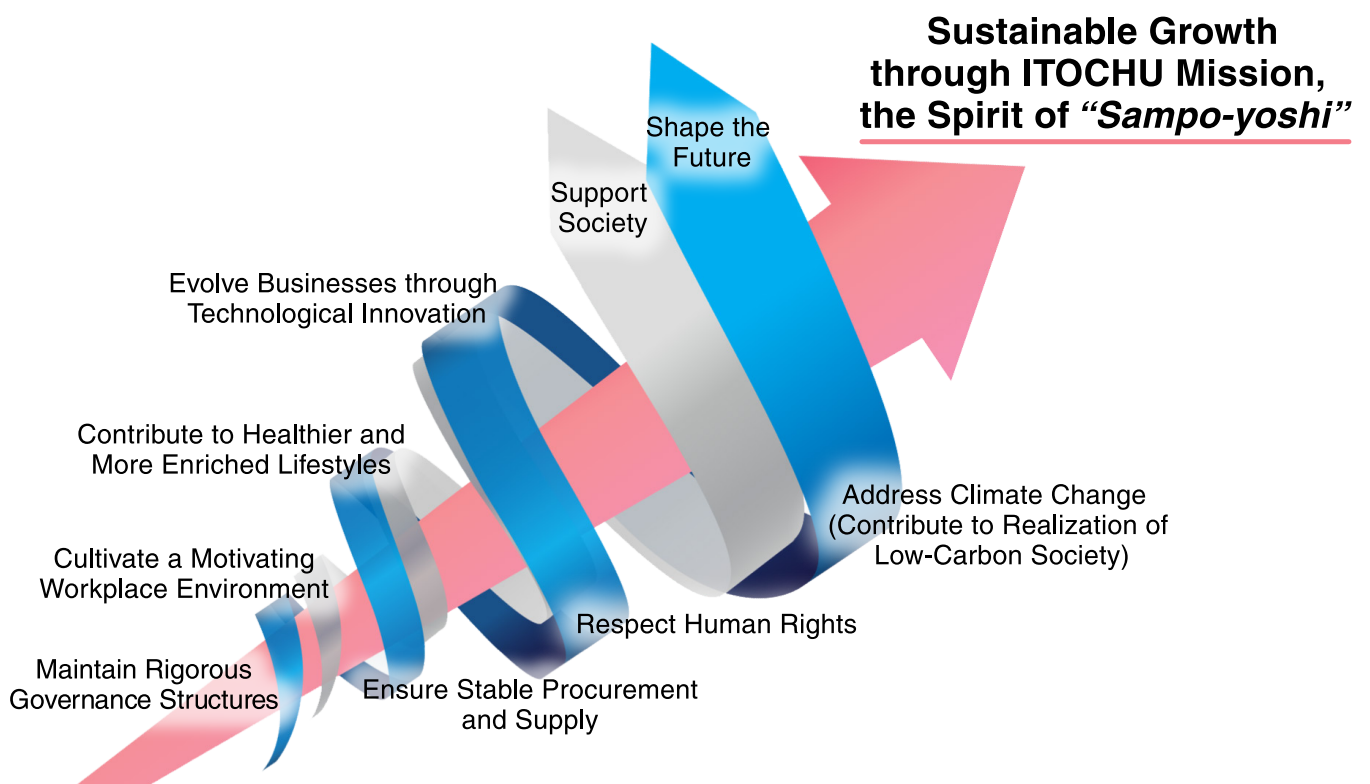 Sustainable Growth
through ITOCHU Mission,
the Spirit of “Sampo-yoshi”
Shape the
Future
Support
Society
Evolve Businesses through
Technological Innovation
Contribute to Healthier and
More Enriched Lifestyles
Address Climate Change
(Contribute to Realization of
Low-Carbon Society)
Cultivate a Motivating
Workplace Environment
Respect Human Rights
Maintain Rigorous
Governance Structures
Ensure Stable Procurement
and Supply